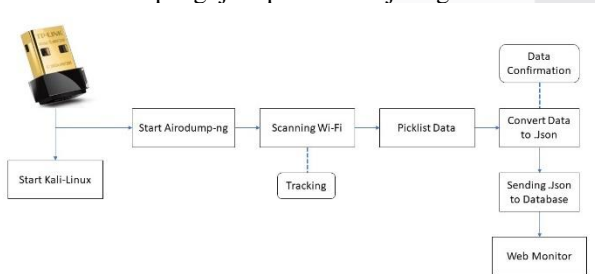 Data
Confirmation
Start Airodump-ng
Scanning Wi-Fi
Picklist Data
Convert Data
to .Json
Start Kali-Linux
Tracking
Sending .Json
to Database
Web Monitor